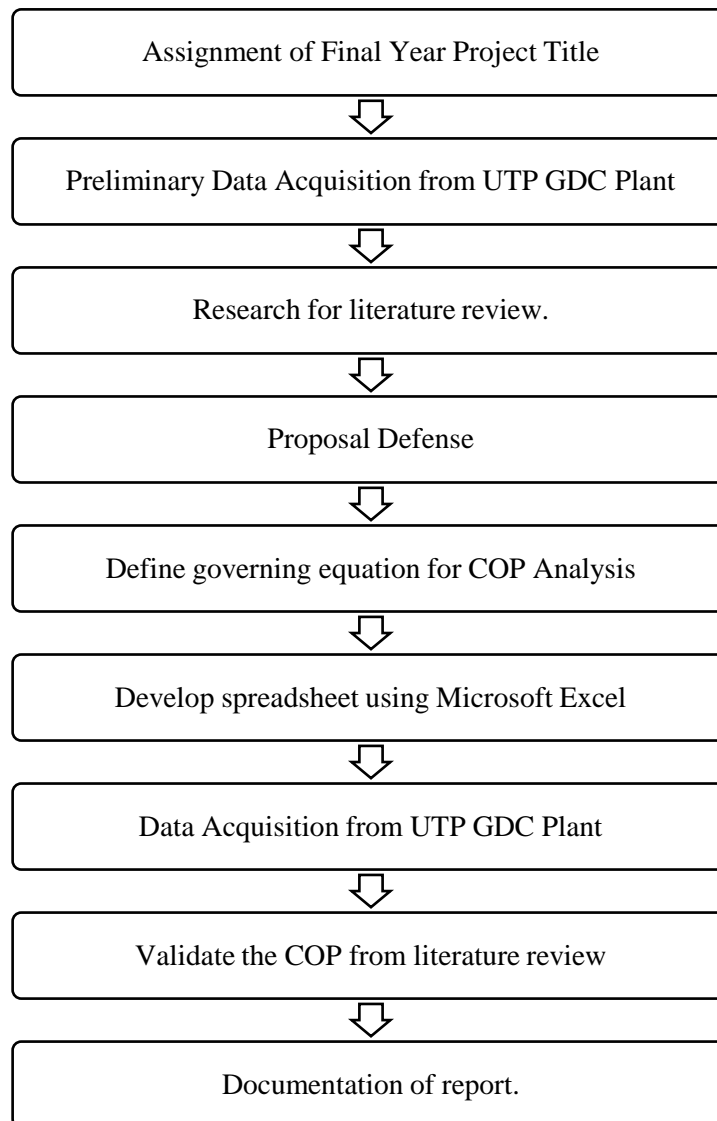 Assignment of Final Year Project Title
Preliminary Data Acquisition from UTP GDC Plant
Research for literature review.
Proposal Defense
Define governing equation for COP Analysis
Develop spreadsheet using Microsoft Excel
Data Acquisition from UTP GDC Plant
Validate the COP from literature review
Documentation of report.